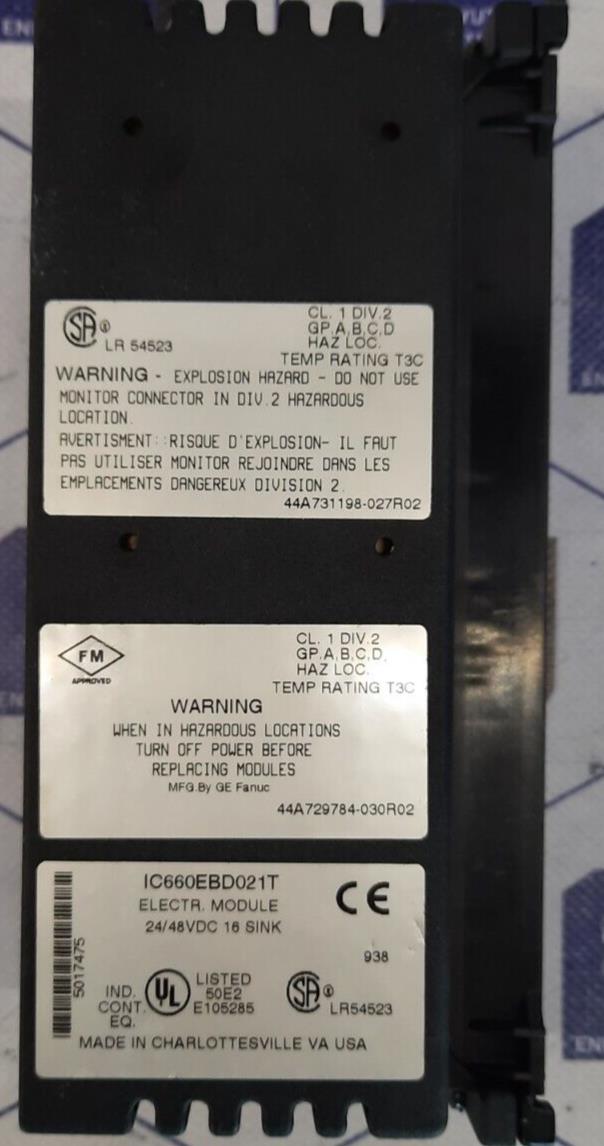 SA ®
LR 54523
CL. 1 DIV.2
GP.A,B,C,D
HAZ LOC.
TEMP RATING T3C
WARNING - EXPLOSION HAZARD - DO NOT USE
MONITOR CONNECTOR IN DIV.2 HAZARDOUS
LOCATION.
AVERTISMENT: :RISQUE D'EXPLOSION- IL FAUT
PAS UTILISER MONITOR REJOINDRE DANS LES
EMPLACEMENTS DANGEREUX DIVISION 2.
44A731198-027R02
FM
APPROVED
CL. 1 DIV.2
GP.A,B,C,D,
HAZ LOC.
TEMP RATING T3C
WARNING
WHEN IN HAZARDOUS LOCATIONS
TURN OFF POWER BEFORE
REPLACING MODULES
MFG.By GE Fanuc
44A729784-030R02
5017475
IC660EBD021T
ELECTR. MODULE
24/48VDC 16 SINK
CE
938
IND.
CONT.
EQ.
UL
LISTED
50E2
E105285
SA ®
LR54523
MADE IN CHARLOTTESVILLE VA USA